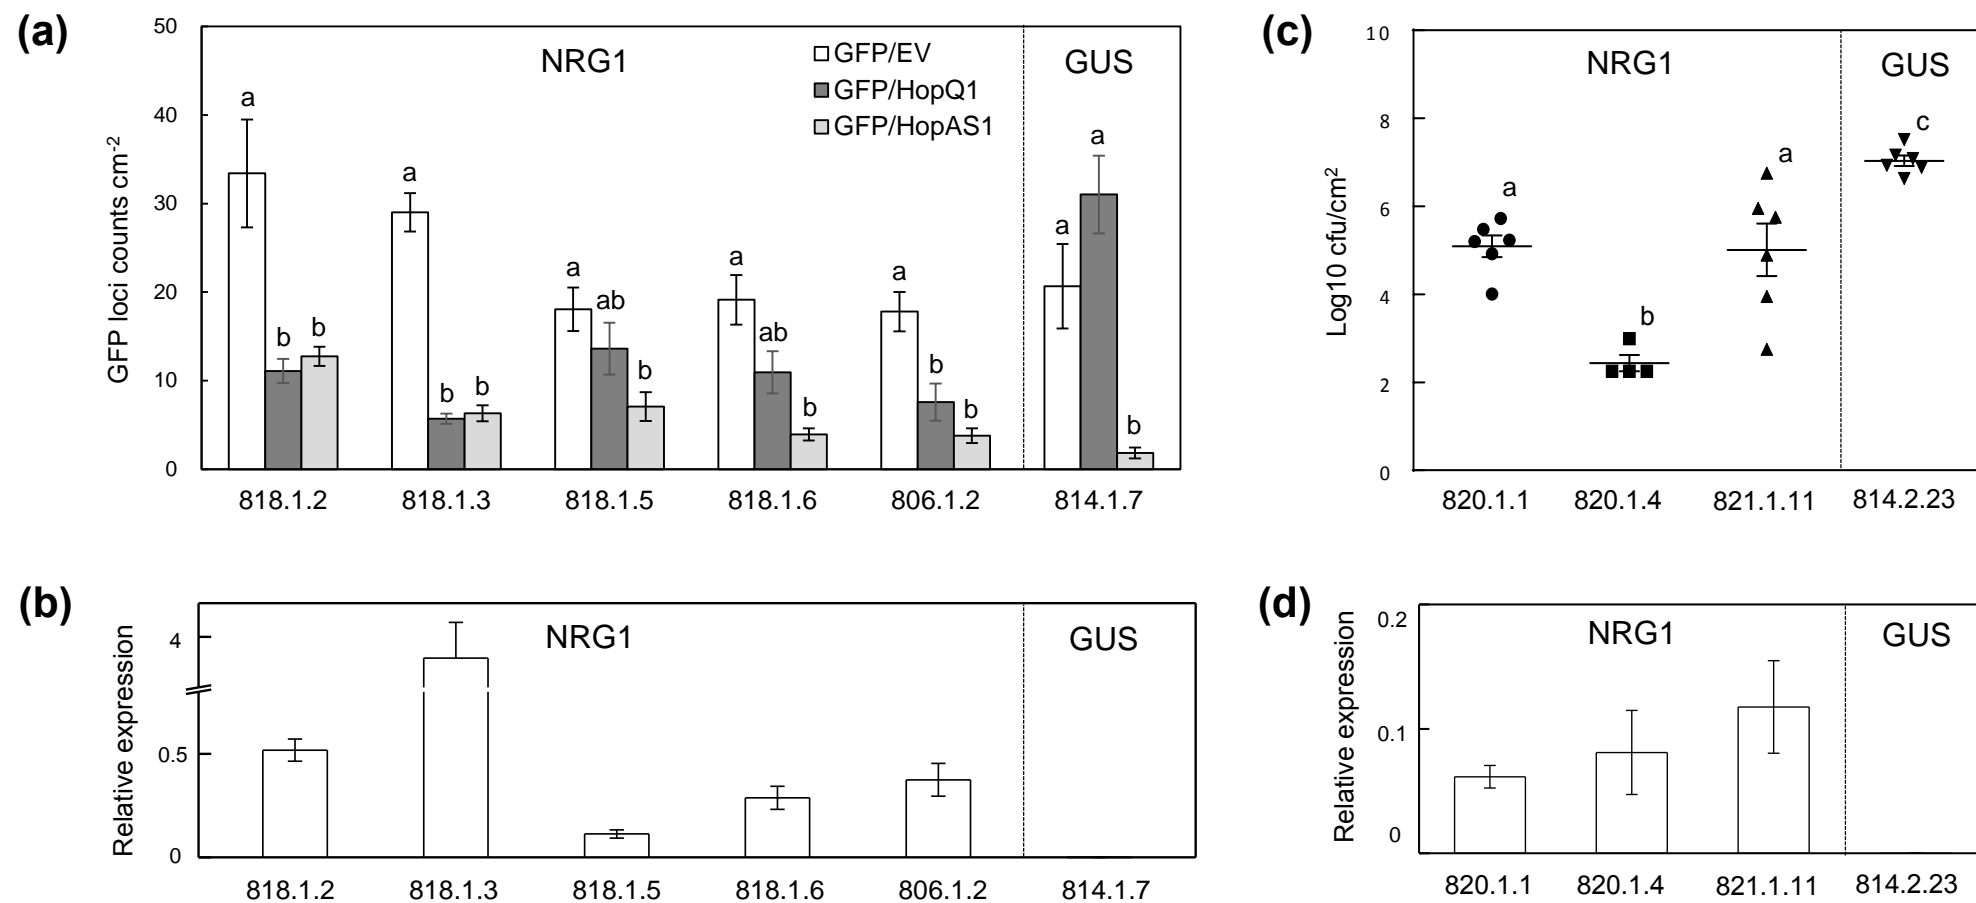 (a)
GFP loci counts cm-2
50
40
30
20
10
0
NRG1
GUS
GFP/EV
GFP/HopQ1
GFP/HopAS1
a
b
b
a
b
b
a
ab
b
a
ab
b
a
b
b
a
a
b
818.1.2 818.1.3 818.1.5 818.1.6 806.1.2 814.1.7
(c)
Log10 cfu/cm2
10
8
6
4
2
0
NRG1
GUS
a
b
a
c
820.1.1 820.1.4 821.1.11 814.2.23
(b)
Relative expression
4
0.5
0
NRG1
GUS
818.1.2 818.1.3 818.1.5 818.1.6 806.1.2 814.1.7
(d)
Relative expression
0.2
0.1
0
NRG1
GUS
820.1.1 820.1.4 821.1.11 814.2.23